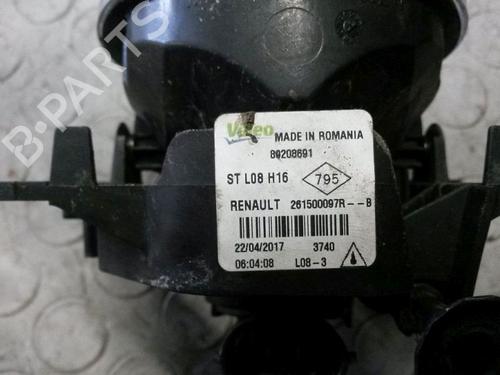 B-Parts
Valeo
MADE IN ROMANIA
89208691
ST L08 H16
795
RENAULT 261500097R--B
22/04/2017 3740
06:04:08 L08-3